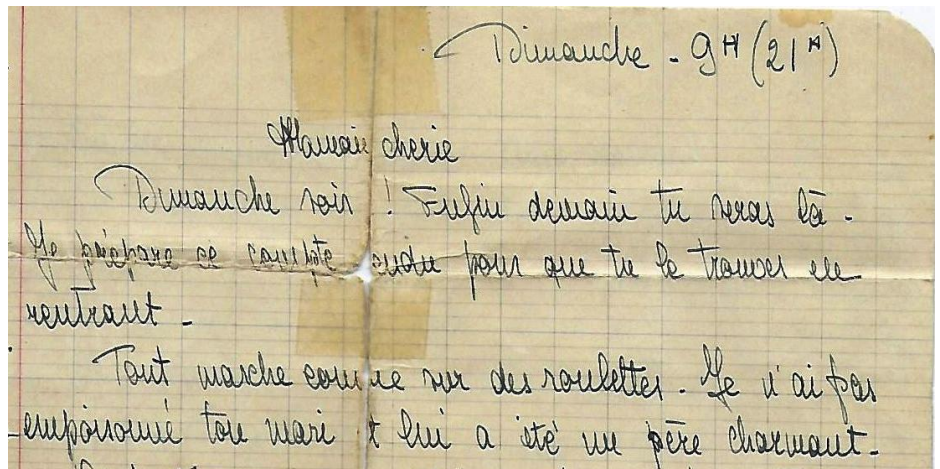 Dimanche - 9H (21H)
Maman cherie
Dimanche soir ! Enfin demain tu seras là -
Je prépare ce compte rendu pour que tu le trouves en
rentrant -
Tout marche comme sur des roulettes - Je n'ai pas
empoisonné ton mari et lui a été un père charmant -